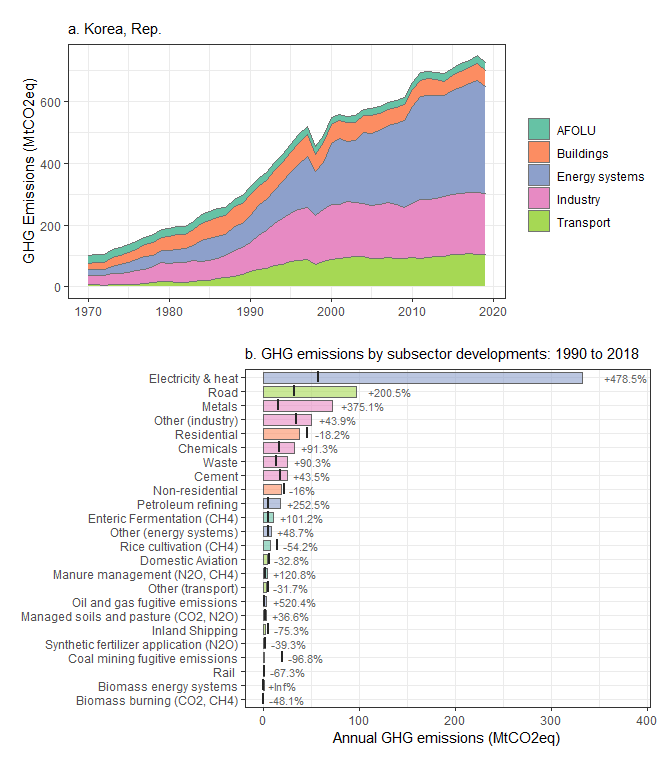 a. Korea, Rep.
GHG Emissions (MtCO2eq)
600
400
200
0
1970
1980
1990
2000
2010
2020
AFOLU
Buildings
Energy systems
Industry
Transport
b. GHG emissions by subsector developments: 1990 to 2018
Electricity & heat +478.5%
Road +200.5%
Metals +375.1%
Other (industry) +43.9%
Residential -18.2%
Chemicals +91.3%
Waste +90.3%
Cement +43.5%
Non-residential -16%
Petroleum refining +252.5%
Enteric Fermentation (CH4) +101.2%
Other (energy systems) +48.7%
Rice cultivation (CH4) -54.2%
Domestic Aviation -32.8%
Manure management (N2O, CH4) +120.8%
Other (transport) -31.7%
Oil and gas fugitive emissions +520.4%
Managed soils and pasture (CO2, N2O) +36.6%
Inland Shipping -75.3%
Synthetic fertilizer application (N2O) -39.3%
Coal mining fugitive emissions -96.8%
Rail -67.3%
Biomass energy systems +Inf%
Biomass burning (CO2, CH4) -48.1%
0
100
200
300
400
Annual GHG emissions (MtCO2eq)